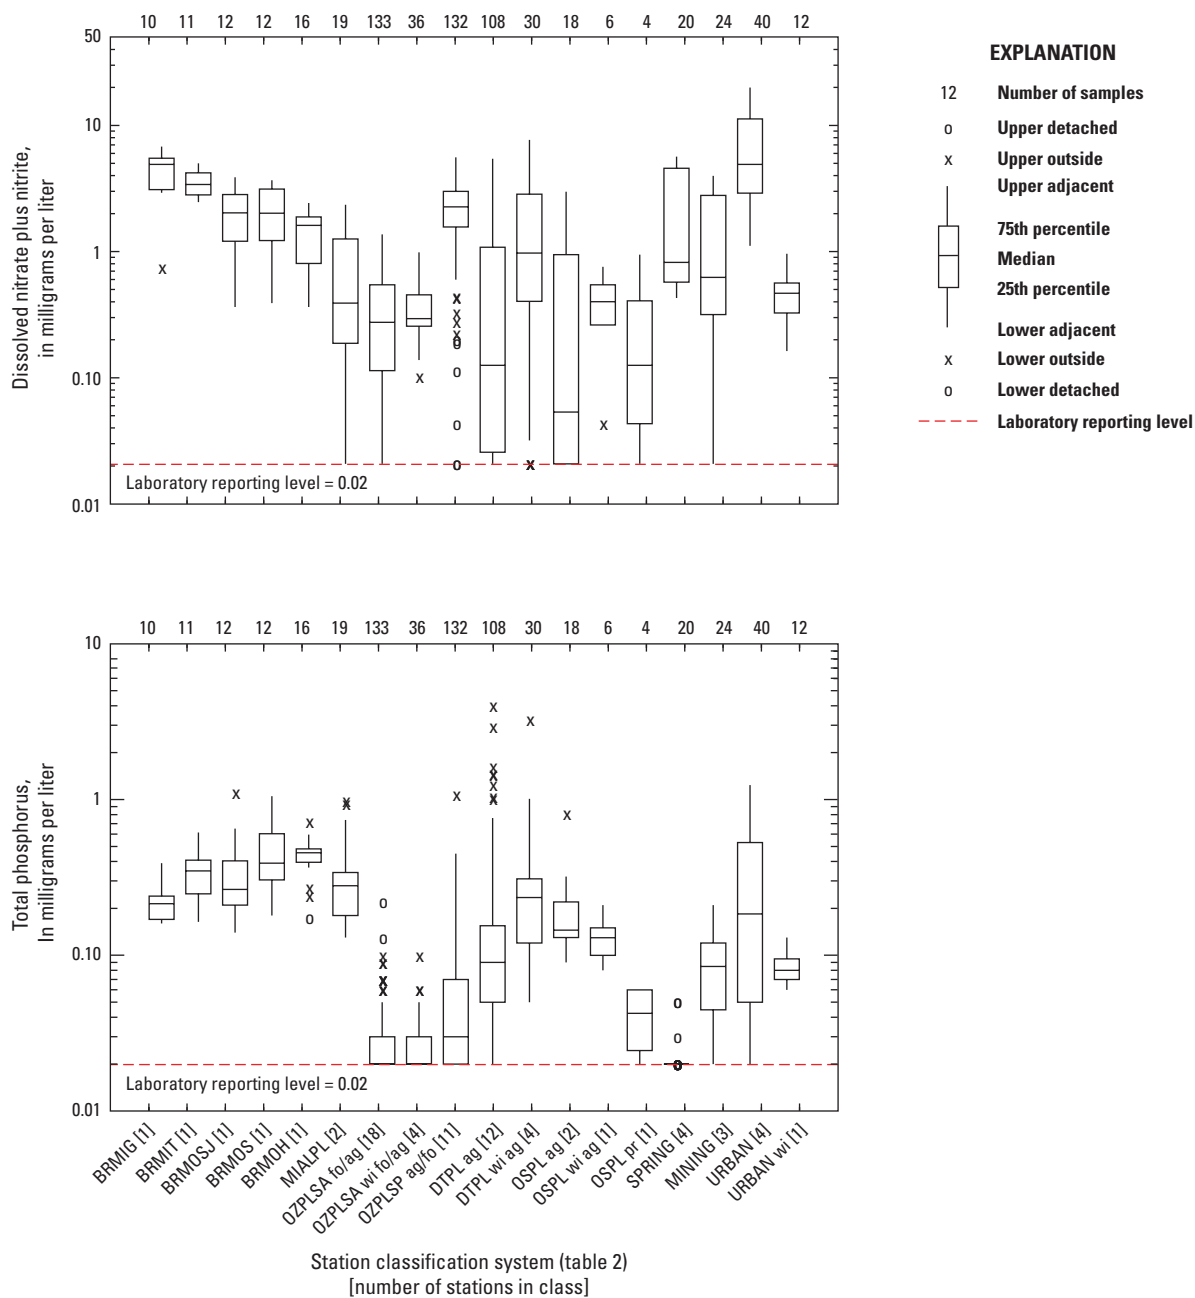 10 11 12 12 16 19 133 36 132 108 30 18 6 4 20 24 40 12
50
10
1
0.10
0.01
Dissolved nitrate plus nitrite,
in milligrams per liter
Laboratory reporting level = 0.02
EXPLANATION
12 Number of samples
o Upper detached
x Upper outside
Upper adjacent
75th percentile
Median
25th percentile
Lower adjacent
x Lower outside
o Lower detached
Laboratory reporting level
10 11 12 12 16 19 133 36 132 108 30 18 6 4 20 24 40 12
10
1
0.10
0.01
Total phosphorus,
In milligrams per liter
Laboratory reporting level = 0.02
BRMIG [1]
BRMIT [1]
BRMOSJ [1]
BRMOS [1]
BRMOH [1]
MIALPL [2]
OZPLSA fo/ag [18]
OZPLSA wi fo/ag [4]
OZPLSP ag/fo [11]
DTPL ag [12]
DTPL wi ag [4]
OSPL ag [2]
OSPL wi ag [1]
OSPL pr [1]
SPRING [4]
MINING [3]
URBAN [4]
URBAN wi [1]
Station classification system (table 2)
[number of stations in class]